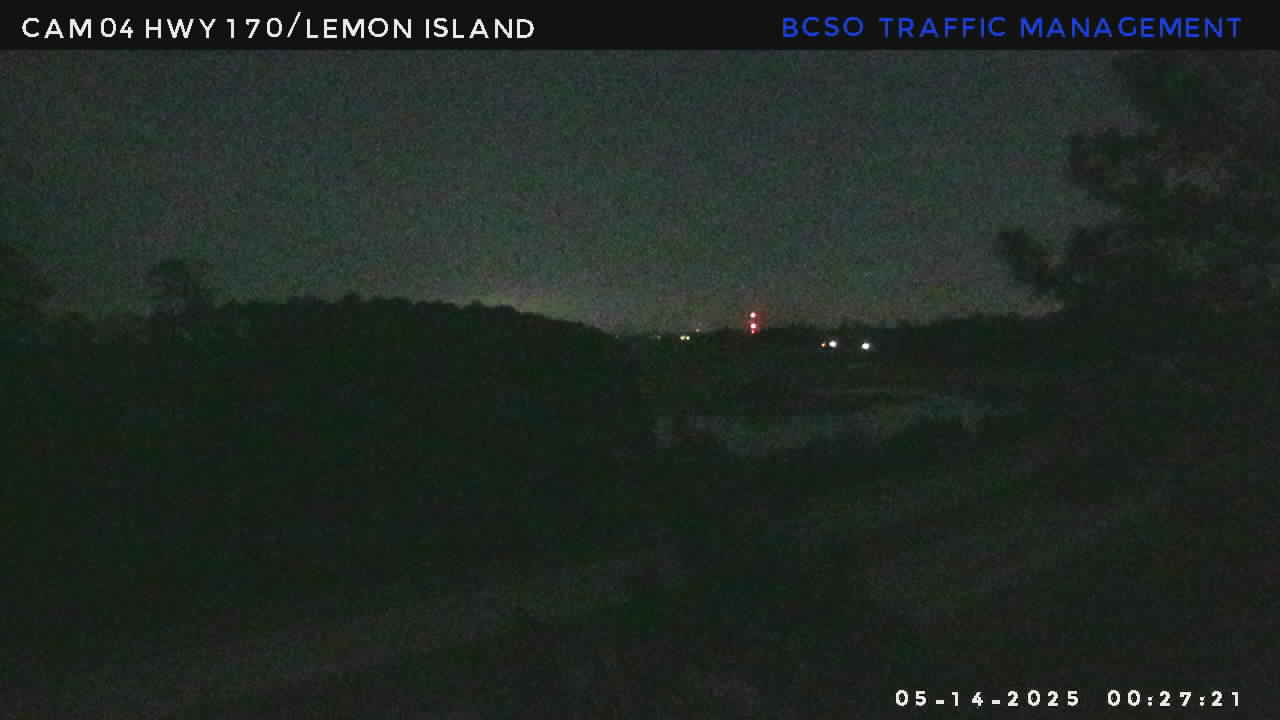 CAM04 HWY 170/LEMON ISLAND
BCSO TRAFFIC MANAGEMENT
05-14-2025 00:27:21